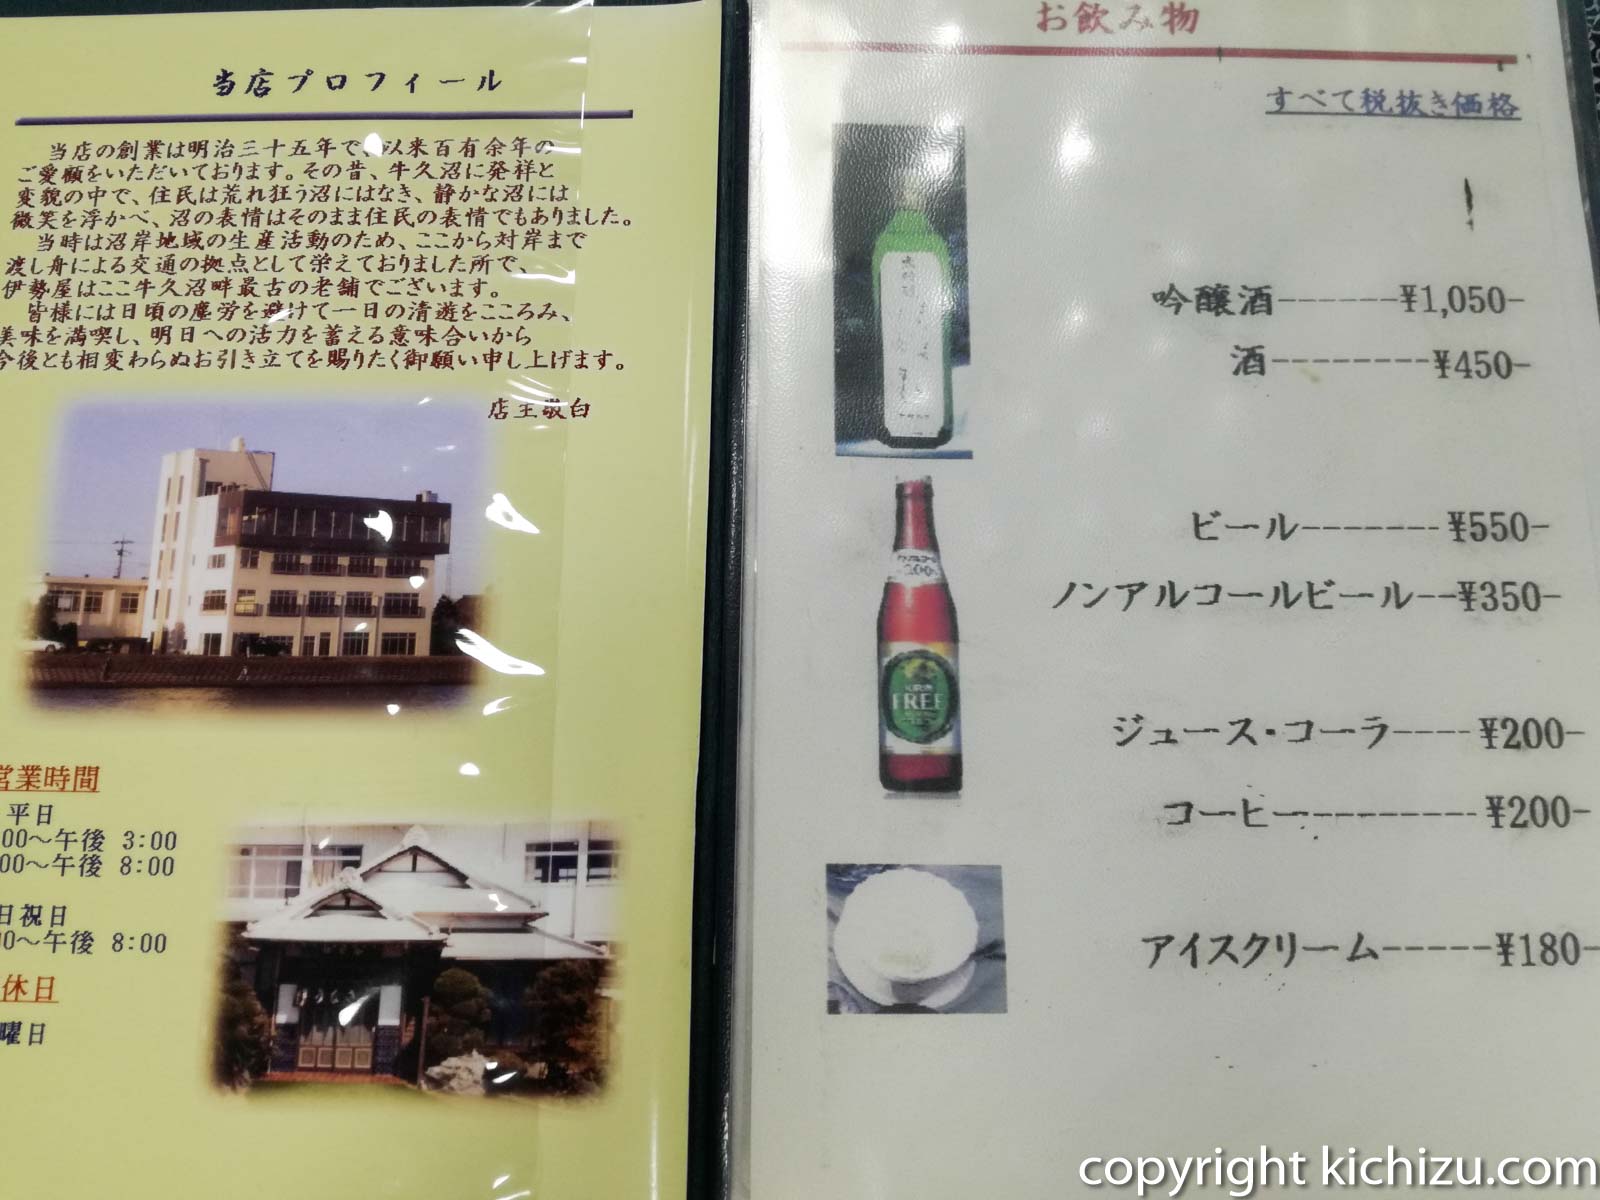 当店プロフィール
当店の創業は明治三十五年で、以来百有余年の
ご愛顧をいただいております。その昔、牛久沼に発祥と
変貌の中で、住民は荒れ狂う沼にはなき、静かな沼には
微笑を浮かべ、沼の表情はそのまま住民の表情でもありました。
当時は沼岸地域の生産活動のため、ここから対岸まで
渡し舟による交通の拠点として栄えておりました所で、
伊勢屋はここ牛久沼畔最古の老舗でございます。
皆様には日頃の塵労を避けて一日の清遊をこころみ、
美味を満喫し、明日への活力を蓄える意味合いから
今後とも相変わらぬお引き立てを賜りたく御願い申し上げます。
店主敬白
営業時間
平日
00～午後 3:00
00～午後 8:00
日祝日
00～午後 8:00
休日
曜日
お飲み物
すべて税抜き価格
吟醸酒------¥1,050-
酒--------¥450-
ビール-------¥550-
ノンアルコールビール--¥350-
KIRIN
FREE
ジュース・コーラ----¥200-
コーヒー---------¥200-
アイスクリーム-----¥180-
copyright kichizu.com